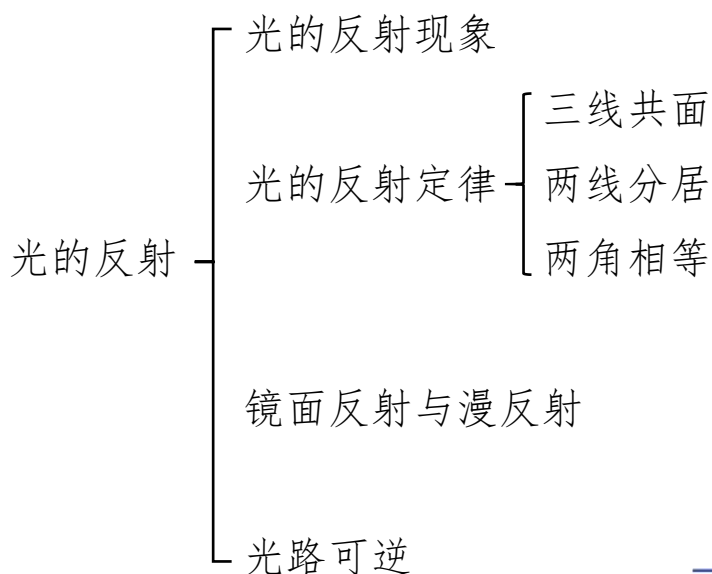 光的反射
光的反射现象
光的反射定律
三线共面
两线分居
两角相等
镜面反射与漫反射
光路可逆